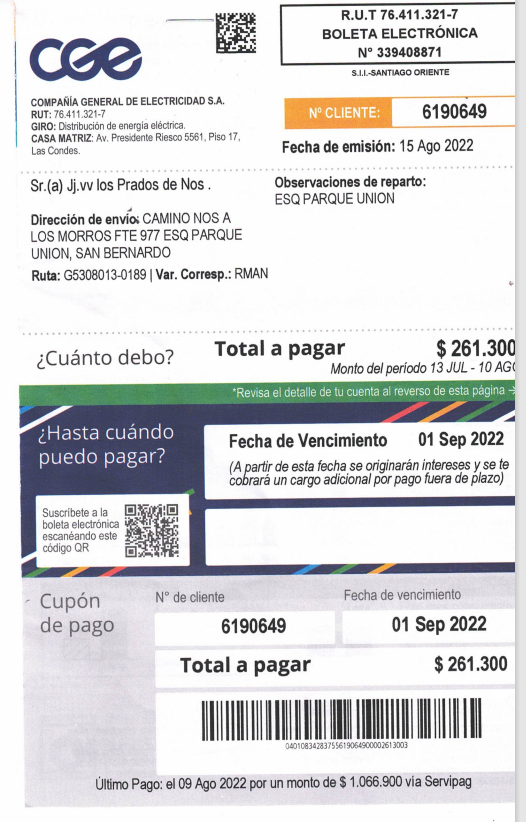 R.U.T 76.411.321-7
BOLETA ELECTRÓNICA
N° 339408871
S.I.I.-SANTIAGO ORIENTE
cge
COMPAÑÍA GENERAL DE ELECTRICIDAD S.A.
RUT: 76.411.321-7
GIRO: Distribución de energía eléctrica.
CASA MATRIZ: Av. Presidente Riesco 5561, Piso 17,
Las Condes.
Nº CLIENTE: 6190649
Fecha de emisión: 15 Ago 2022
Sr.(a) Jj.vv los Prados de Nos .
Dirección de envío: CAMINO NOS A
LOS MORROS FTE 977 ESQ PARQUE
UNION, SAN BERNARDO
Ruta: G5308013-0189 | Var. Corresp.: RMAN
Observaciones de reparto:
ESQ PARQUE UNION
¿Cuánto debo? Total a pagar $ 261.300
Monto del período 13 JUL - 10 AGO
*Revisa el detalle de tu cuenta al reverso de esta página →
¿Hasta cuándo
puedo pagar?
Fecha de Vencimiento 01 Sep 2022
(A partir de esta fecha se originarán intereses y se te
cobrará un cargo adicional por pago fuera de plazo)
Suscríbete a la
boleta electrónica
escaneándo este
código QR
Cupón
de pago
N° de cliente
6190649
Fecha de vencimiento
01 Sep 2022
Total a pagar $ 261.300
04010834283755619064900002613003
Último Pago: el 09 Ago 2022 por un monto de $ 1.066.900 vía Servipag